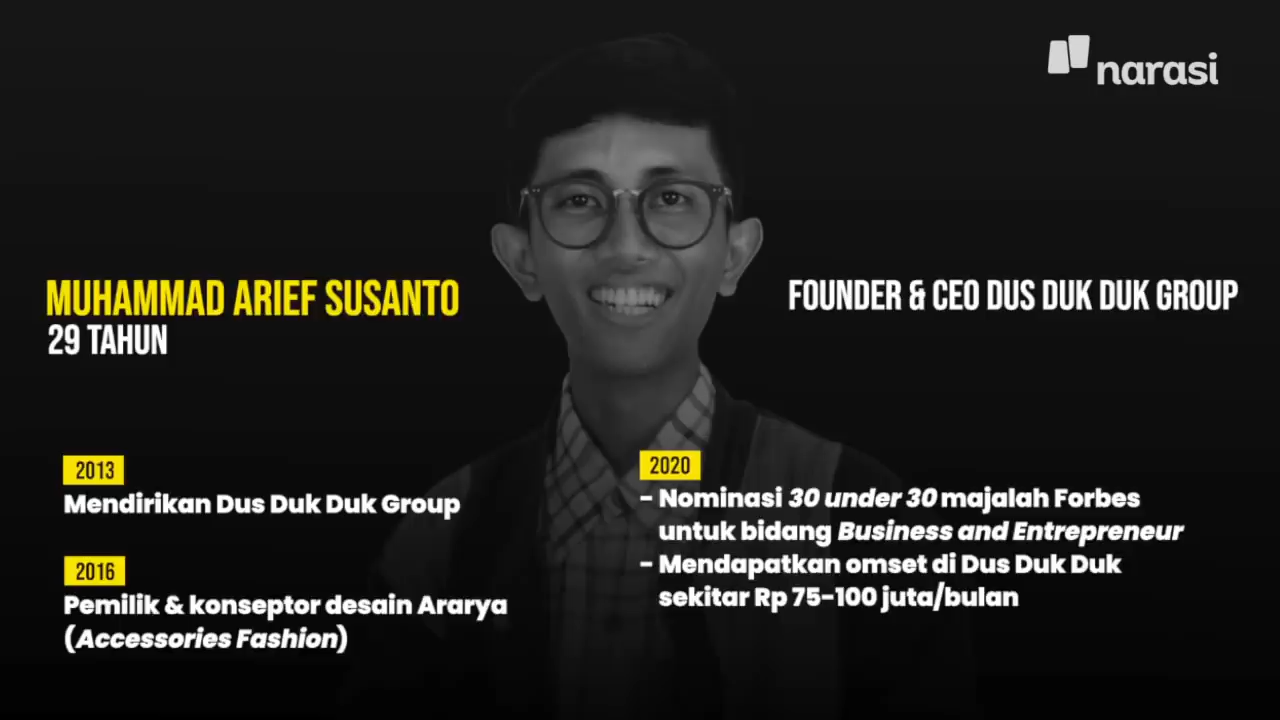 narasi
MUHAMMAD ARIEF SUSANTO
29 TAHUN
FOUNDER & CEO DUS DUK DUK GROUP
2013
Mendirikan Dus Duk Duk Group
2016
Pemilik & konseptor desain Ararya
(Accessories Fashion)
2020
- Nominasi 30 under 30 majalah Forbes
untuk bidang Business and Entrepreneur
- Mendapatkan omset di Dus Duk Duk
sekitar Rp 75-100 juta/bulan